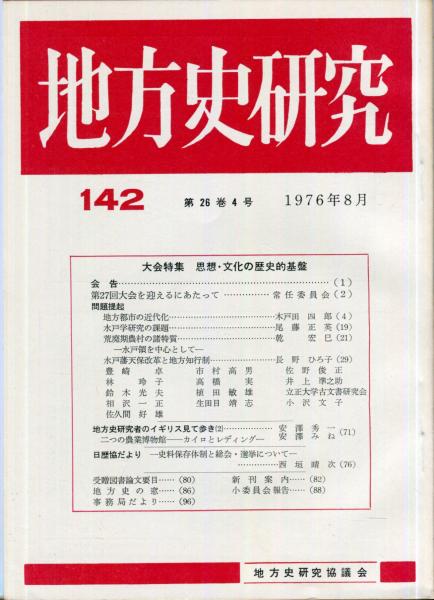 地方史研究
142 第26巻4号 1976年8月
大会特集 思想・文化の歴史的基盤
会告……(1)
第27回大会を迎えるにあたって……常任委員会(2)
問題提起
地方都市の近代化……木戸田四郎(4)
水戸学研究の課題……尾藤正英(19)
荒廃期農村の諸特質……乾宏巳(21)
―水戸領を中心として―
水戸藩天保改革と地方知行制……長野ひろ子(29)
豊崎卓 市村高男 佐野俊正
林玲子 高橋実 井上準之助
鈴木光夫 植田敏雄 立正大学古文書研究会
相沢一正 生田目靖志 小沢文子
佐久間好雄
地方史研究者のイギリス見て歩き(2)……安澤秀一
二つの農業博物館――カイロとレディング―― 安澤みね(71)
日歴協だより ―史料保存体制と総会・選挙について―
……西垣晴次(76)
受贈図書論文要目……(80) 新刊案内……(82)
地方史の窓……(86) 小委員会報告……(88)
事務局だより……(96)
地方史研究協議会